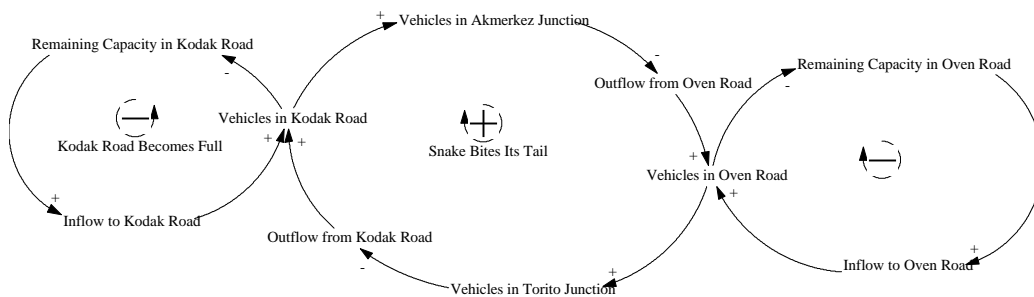 Vehicles in Akmerkez Junction
Remaining Capacity in Kodak Road
Remaining Capacity in Oven Road
Outflow from Oven Road
Vehicles in Kodak Road
Kodak Road Becomes Full
Snake Bites Its Tail
Vehicles in Oven Road
Inflow to Kodak Road
Outflow from Kodak Road
Inflow to Oven Road
Vehicles in Torito Junction